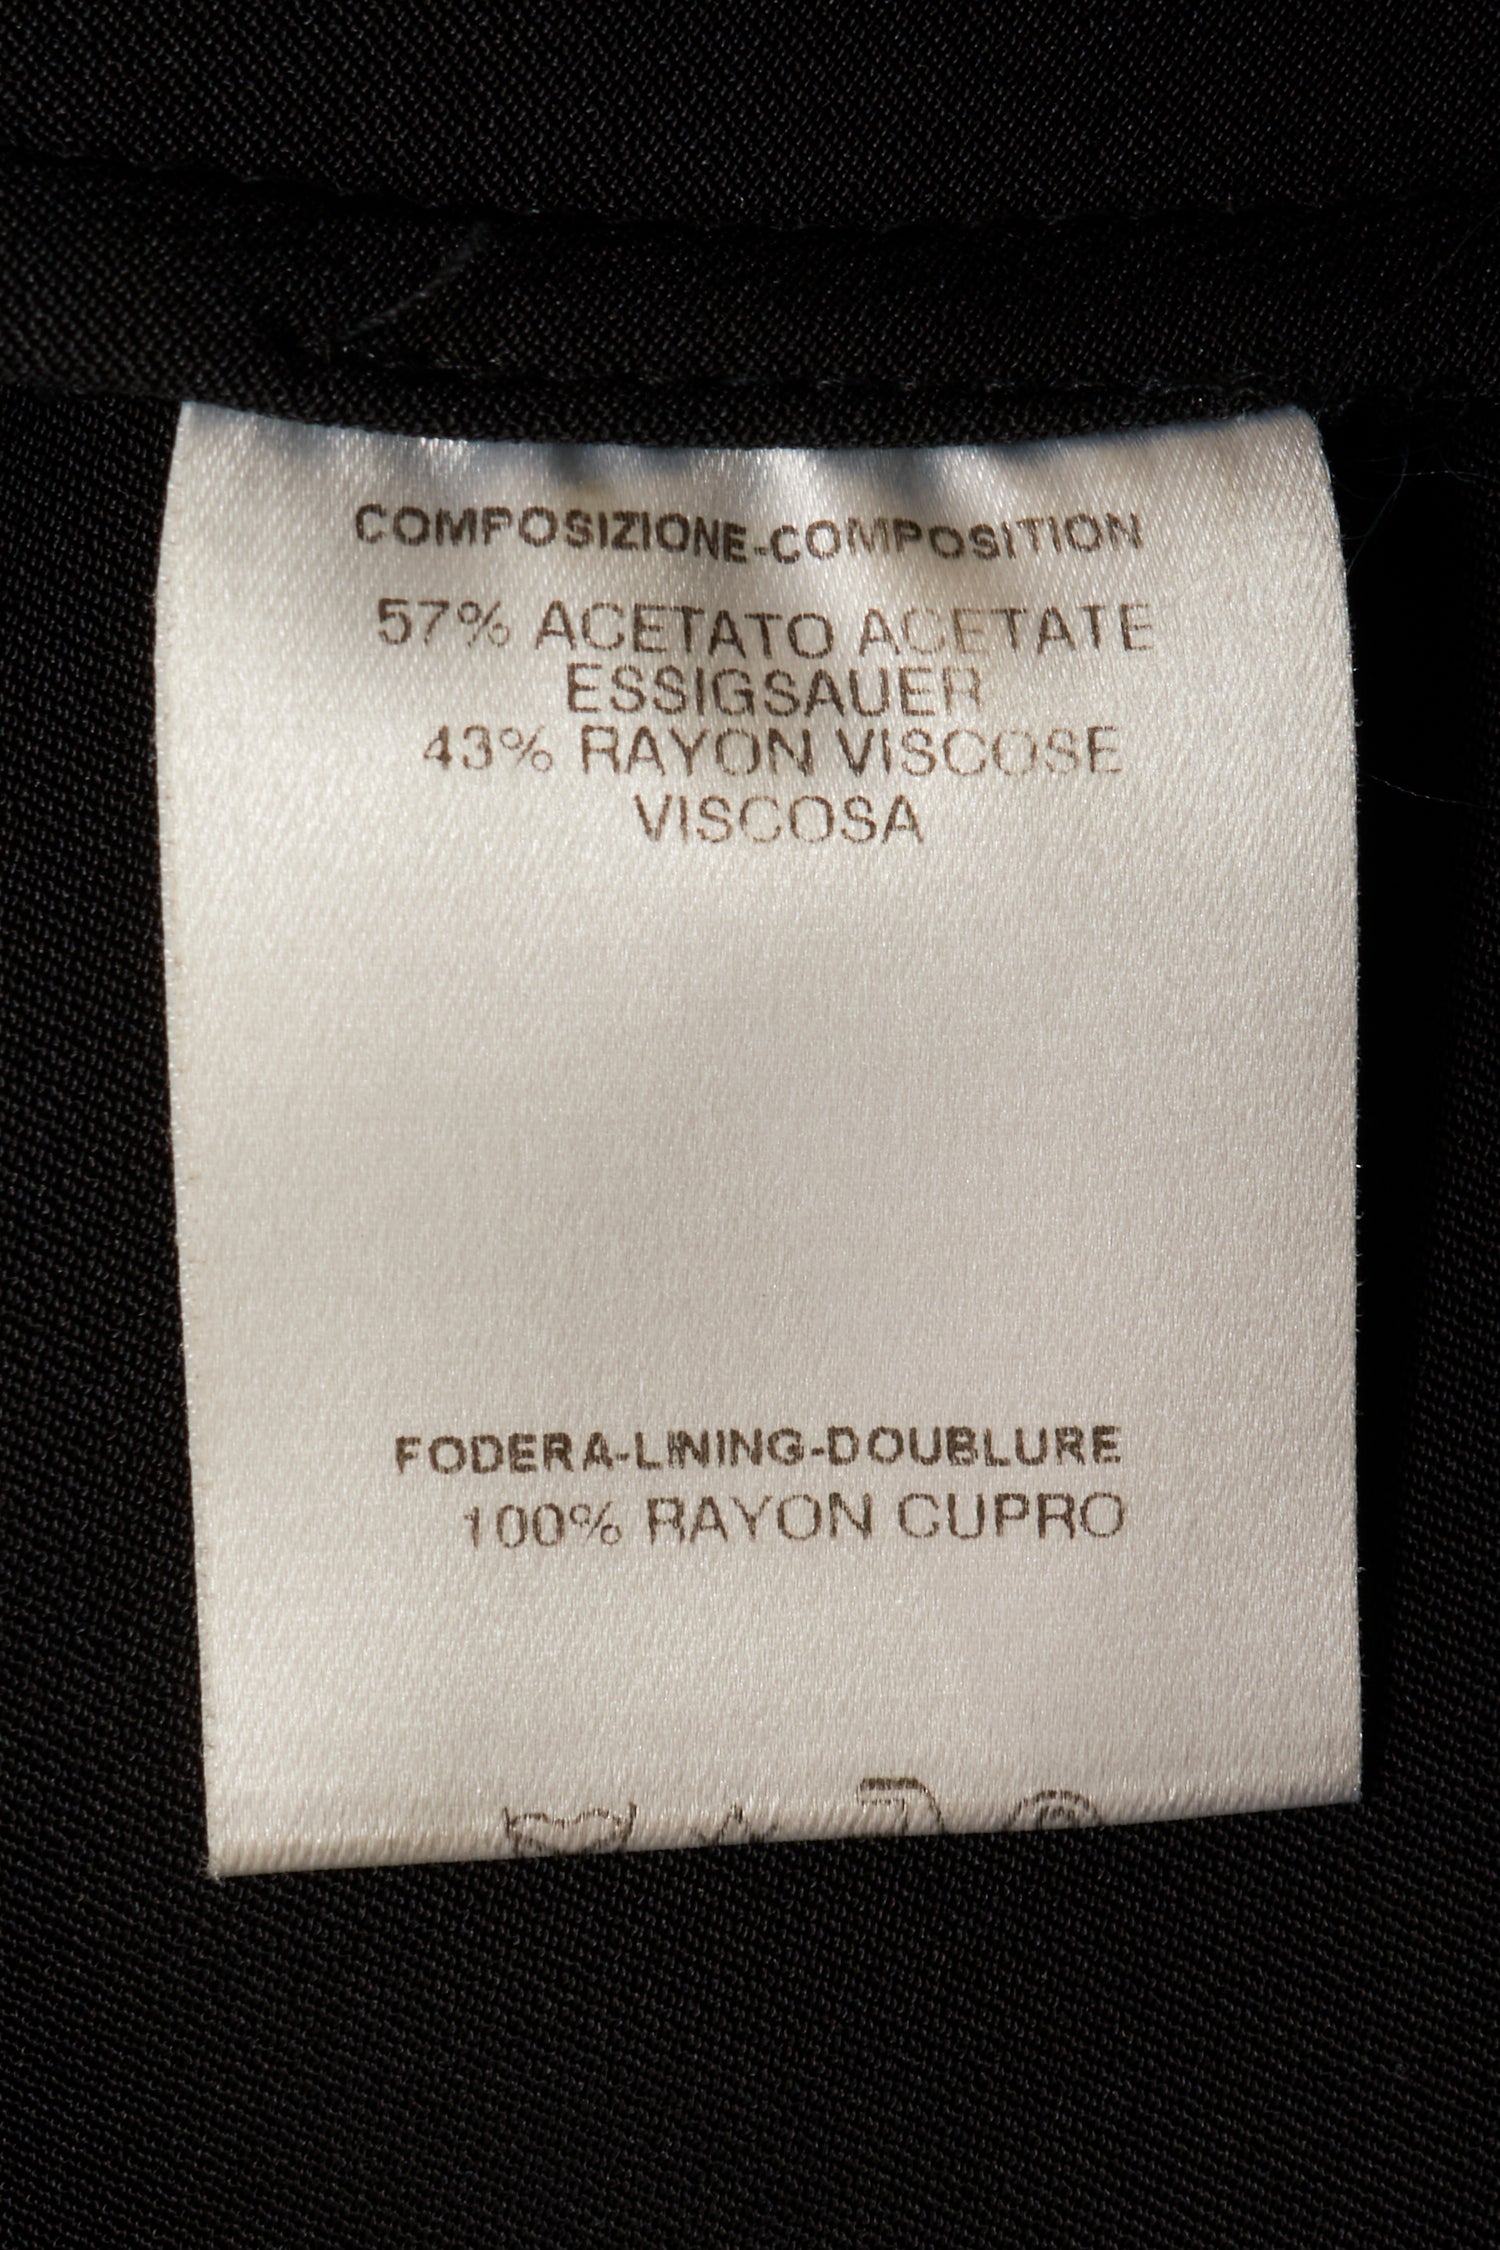 COMPOSIZIONE-COMPOSITION
57% ACETATO ACETATE
ESSIGSAUER
43% RAYON VISCOSE
VISCOSA
FODERA-LINING-DOUBLURE
100% RAYON CUPRO